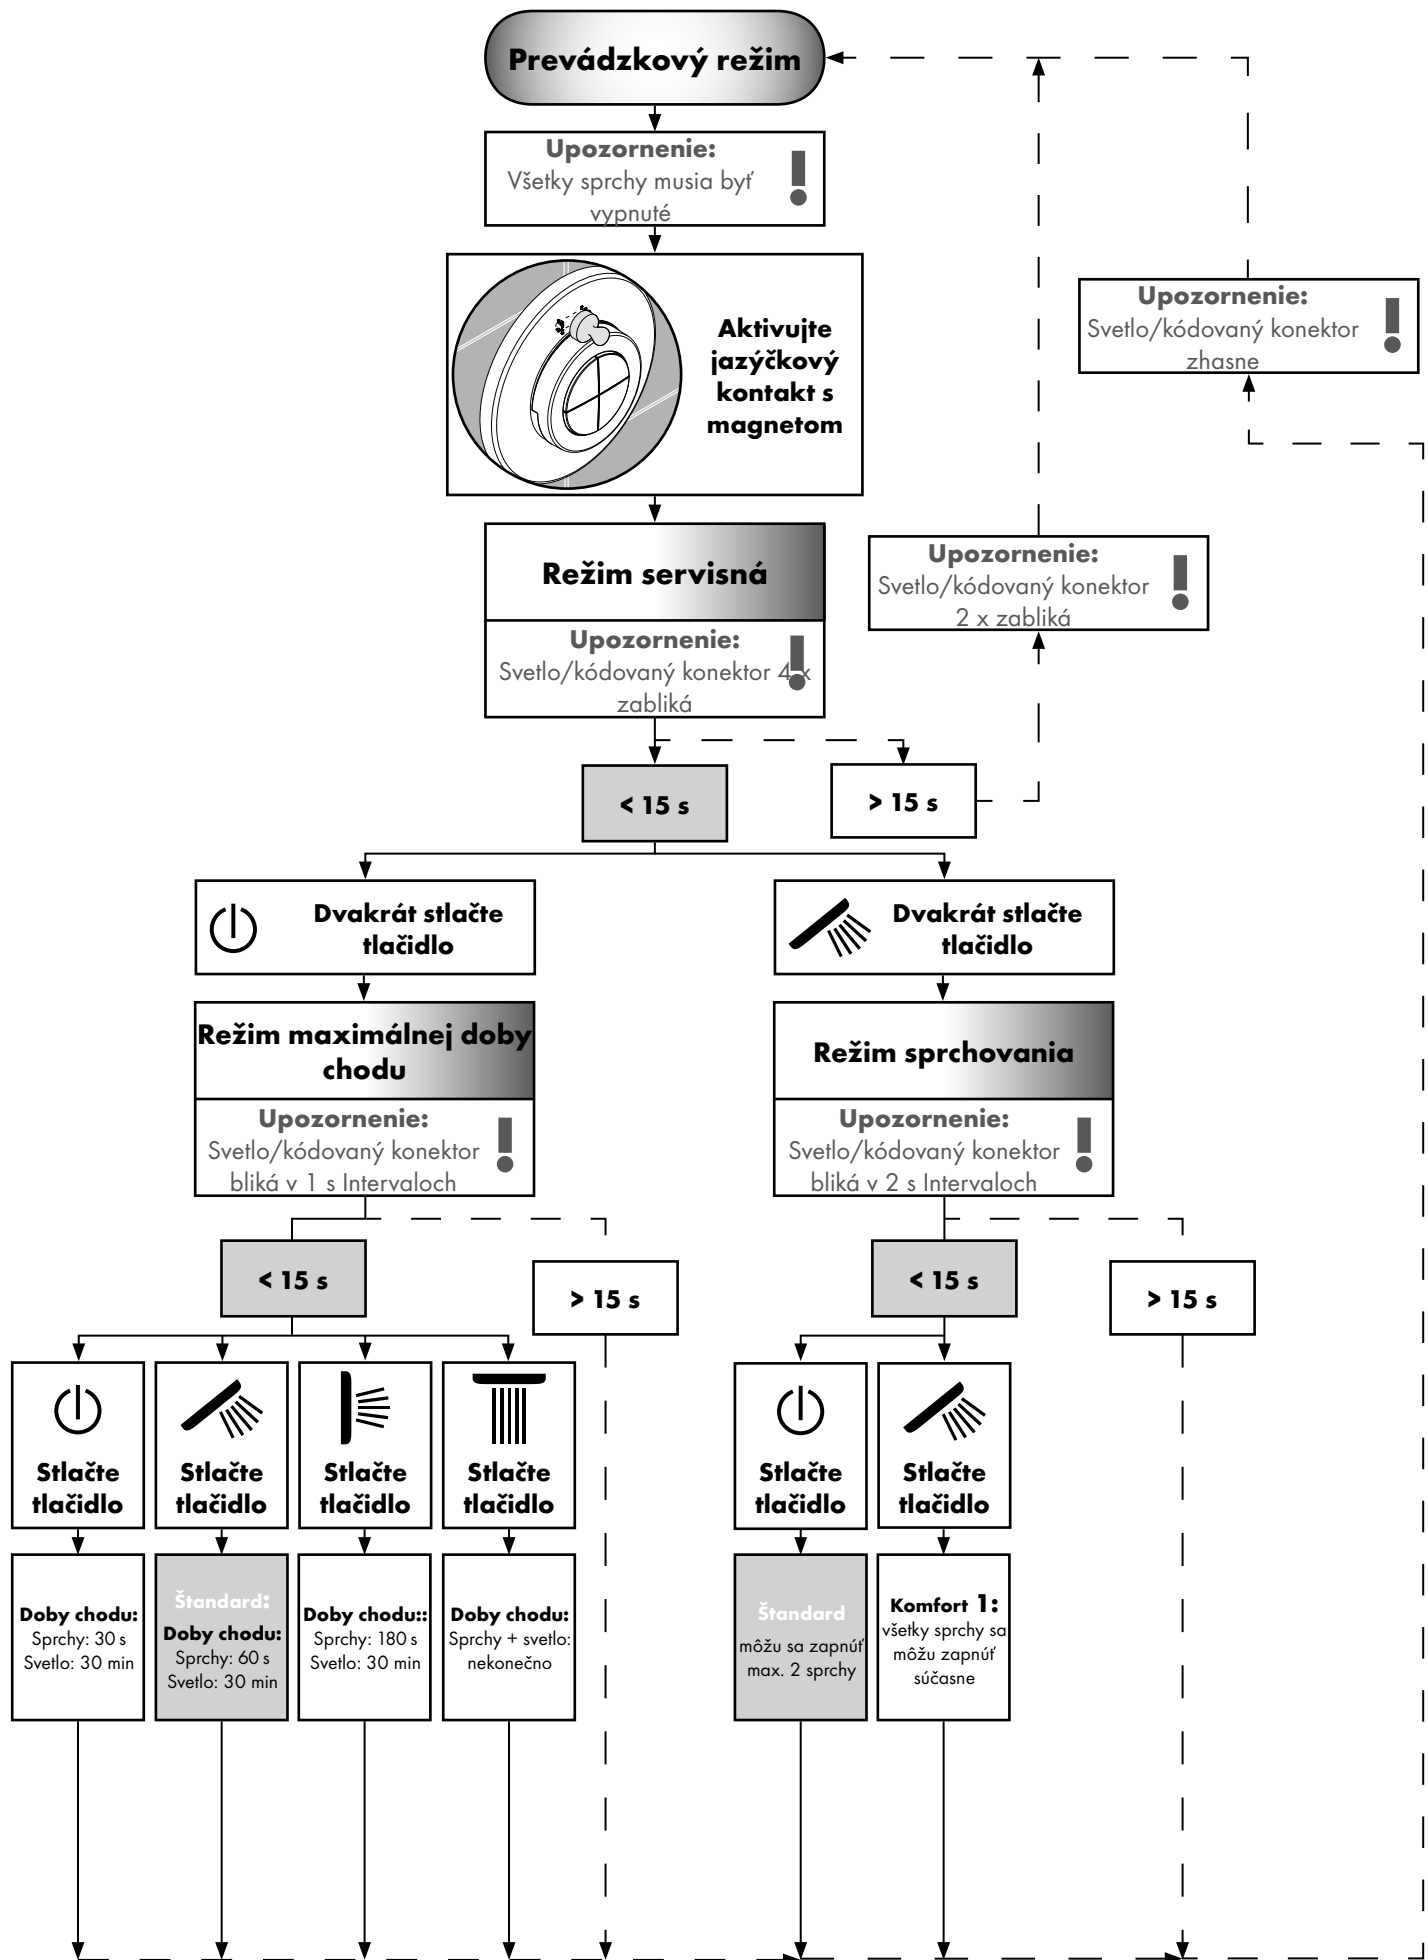 Prevádzkový režim
Upozornenie:
Všetky sprchy musia byť
vypnuté
Aktivujte
jazýčkový
kontakt s
magnetom
Upozornenie:
Svetlo/kódovaný konektor
zhasne
Režim servisná
Upozornenie:
Svetlo/kódovaný konektor 4 x
zabliká
Upozornenie:
Svetlo/kódovaný konektor
2 x zabliká
< 15 s
> 15 s
Dvakrát stlačte
tlačidlo
Dvakrát stlačte
tlačidlo
Režim maximálnej doby
chodu
Upozornenie:
Svetlo/kódovaný konektor
bliká v 1 s Intervaloch
Režim sprchovania
Upozornenie:
Svetlo/kódovaný konektor
bliká v 2 s Intervaloch
< 15 s
> 15 s
< 15 s
> 15 s
Stlačte
tlačidlo
Stlačte
tlačidlo
Stlačte
tlačidlo
Stlačte
tlačidlo
Stlačte
tlačidlo
Stlačte
tlačidlo
Doby chodu:
Sprchy: 30 s
Svetlo: 30 min
Štandard:
Doby chodu:
Sprchy: 60 s
Svetlo: 30 min
Doby chodu::
Sprchy: 180 s
Svetlo: 30 min
Doby chodu:
Sprchy + svetlo:
nekonečno
Štandard
môžu sa zapnúť
max. 2 sprchy
Komfort 1:
všetky sprchy sa
môžu zapnúť
súčasne